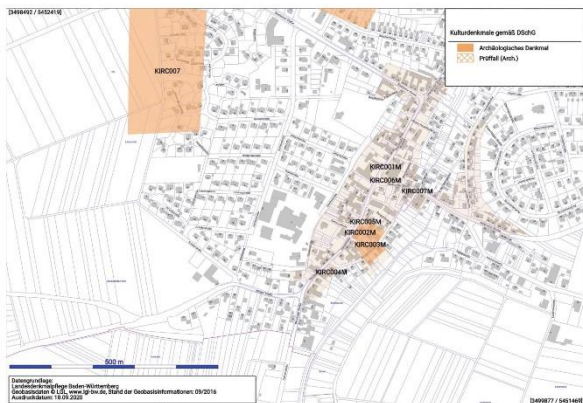 [3498492 / 5452419]
Kulturdenkmale gemäß DSchG
Archäologisches Denkmal
Prüffall (Arch.)
KIRC007
KIRC001M
KIRC006M
KIRC007M
KIRC005M
KIRC002M
KIRC003M
KIRC004M
500 m
Datengrundlage:
Landesdenkmalpflege Baden-Württemberg
Geobasisdaten © LGL, www.lgl-bw.de, Stand der Geobasisinformationen: 09/2016
Ausdruckdatum: 18.09.2020
[3499877 / 5451469]